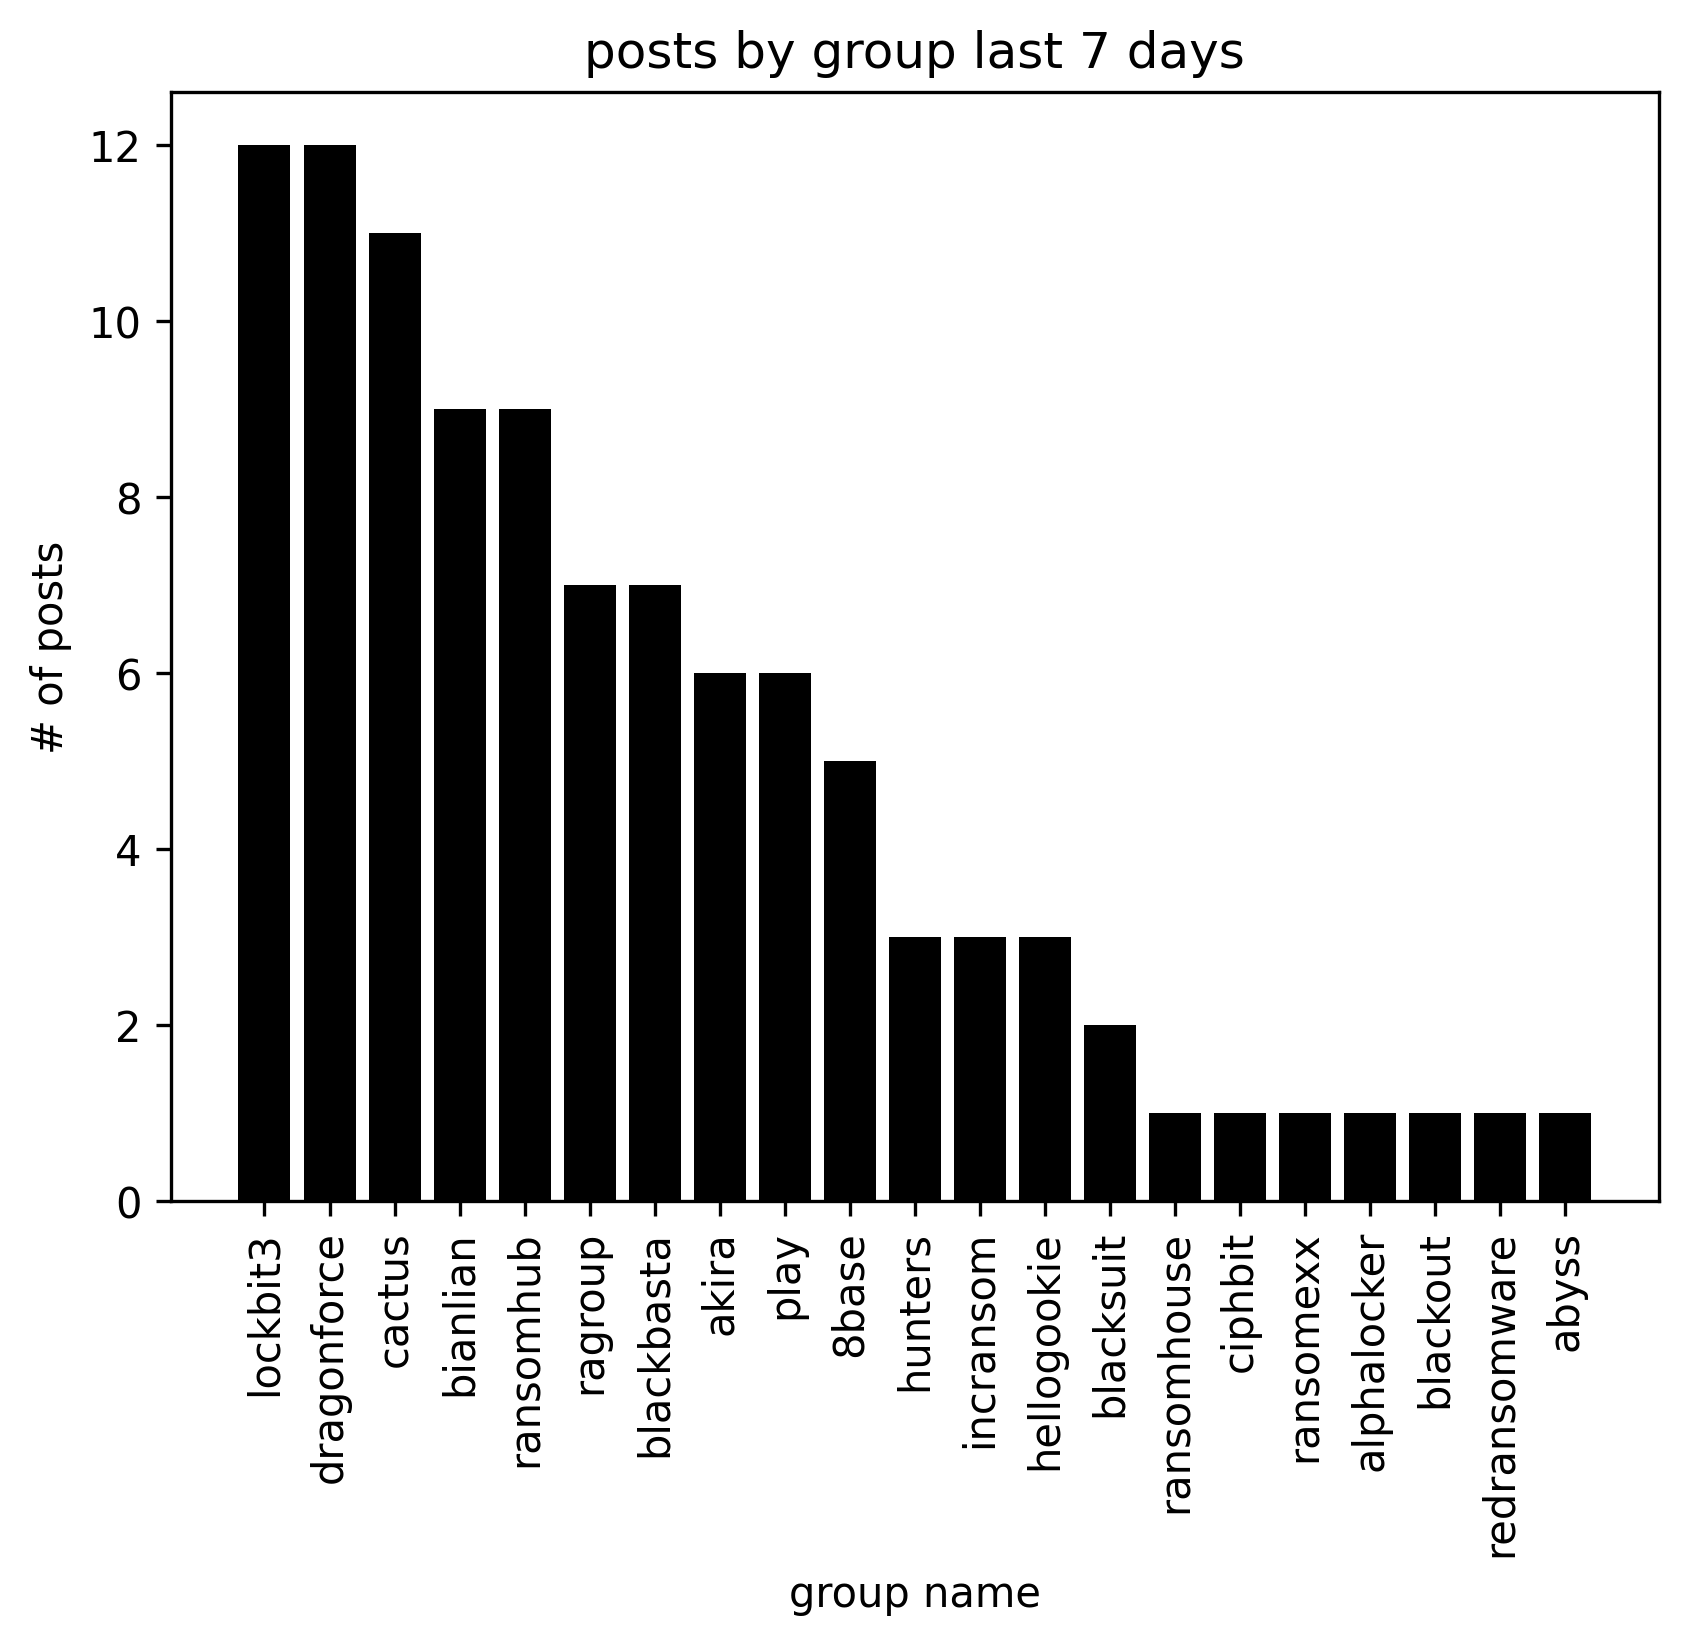 posts by group last 7 days
12
10
8
6
4
2
0
# of posts
lockbit3
dragonforce
cactus
bianlian
ransomhub
ragroup
blackbasta
akira
play
8base
hunters
incransom
hellogookie
blacksuit
ransomhouse
ciphbit
ransomexx
alphalocker
blackout
redransomware
abyss
group name